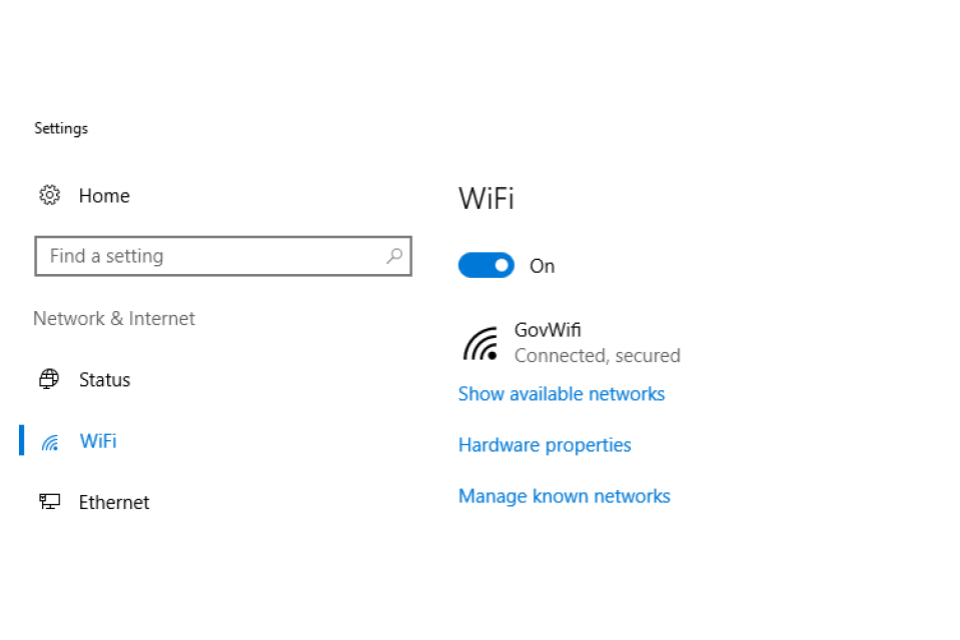 Settings
Home
Find a setting
Network & Internet
Status
WiFi
Ethernet
WiFi
On
GovWifi
Connected, secured
Show available networks
Hardware properties
Manage known networks